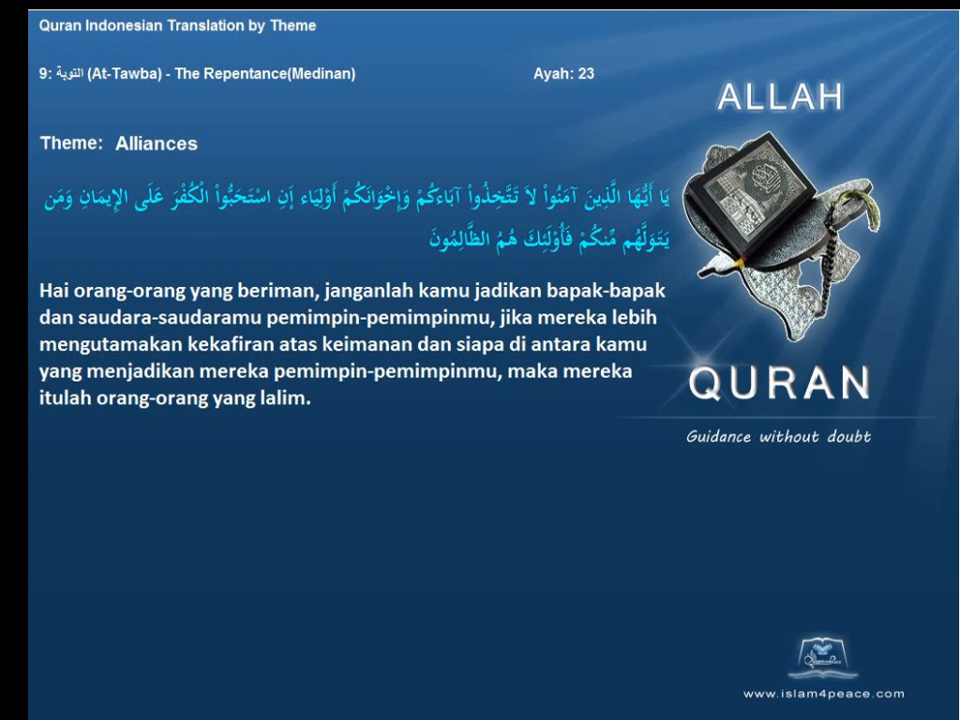 Quran Indonesian Translation by Theme
9: التوبة (At-Tawba) - The Repentance(Medinan) Ayah: 23
ALLAH
Theme: Alliances
يَا أَيُّهَا الَّذِينَ آمَنُواْ لاَ تَتَّخِذُواْ آبَاءكُمْ وَإِخْوَانَكُمْ أَوْلِيَاء إَنِ اسْتَحَبُّواْ الْكُفْرَ عَلَى الإِيمَانِ وَمَن
يَتَوَلَّهُم مِّنكُمْ فَأُوْلَئِكَ هُمُ الظَّالِمُونَ
Hai orang-orang yang beriman, janganlah kamu jadikan bapak-bapak
dan saudara-saudaramu pemimpin-pemimpinmu, jika mereka lebih
mengutamakan kekafiran atas keimanan dan siapa di antara kamu
yang menjadikan mereka pemimpin-pemimpinmu, maka mereka
itulah orang-orang yang lalim.
QURAN
Guidance without doubt
www.islam4peace.com